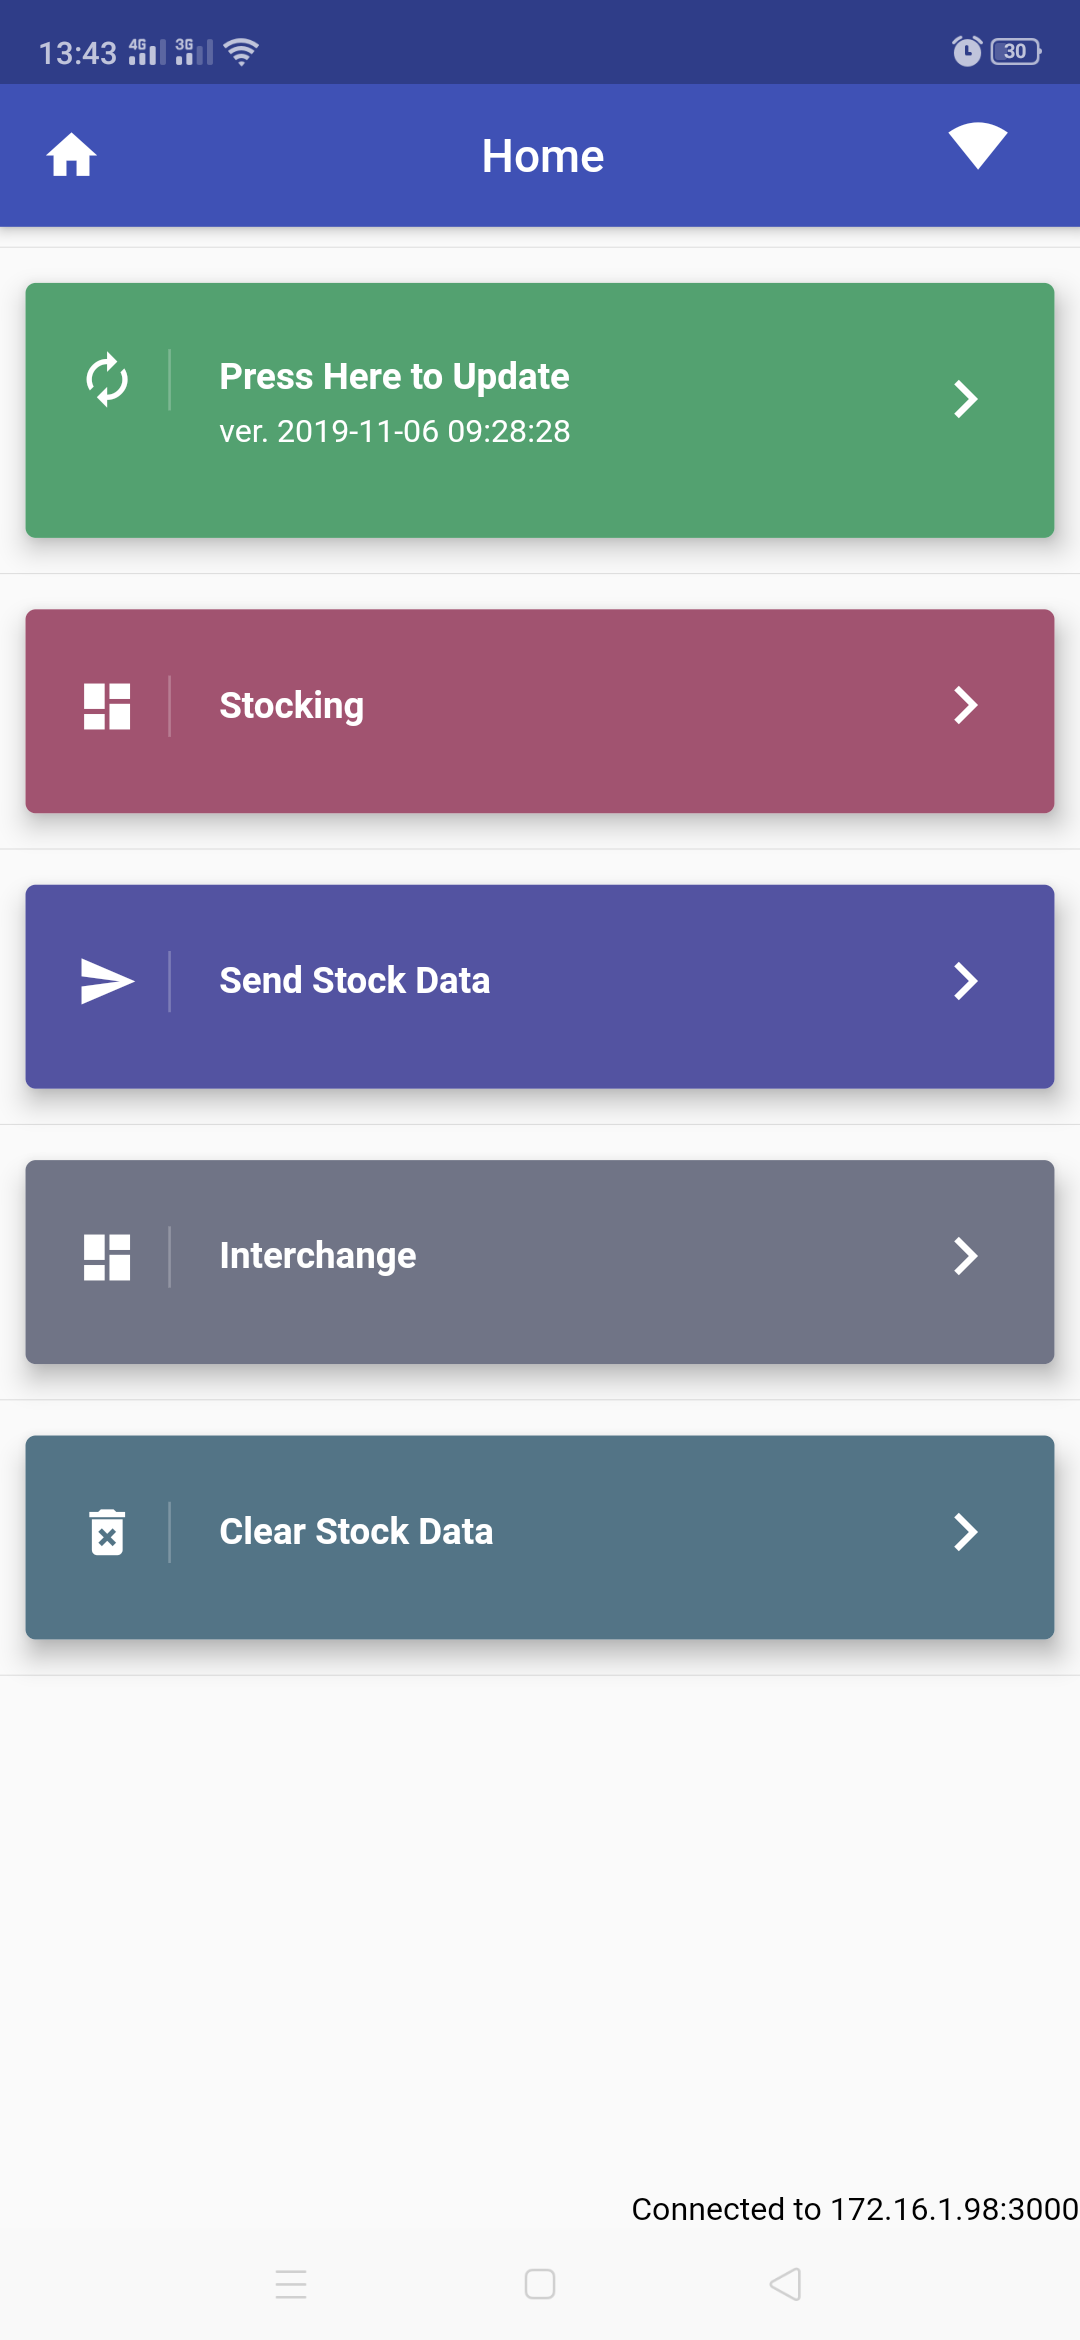 13:43 4G 3G 30
Home
Press Here to Update
ver. 2019-11-06 09:28:28
Stocking
Send Stock Data
Interchange
Clear Stock Data
Connected to 172.16.1.98:3000